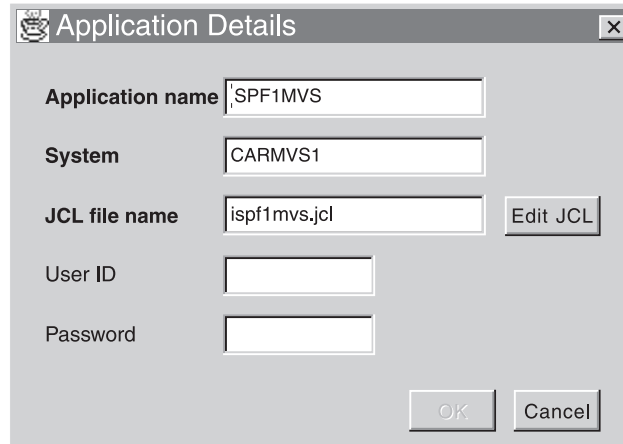 Application Details
Application name SPF1MVS
System CARMVS1
JCL file name ispf1mvs.jcl Edit JCL
User ID
Password
OK Cancel